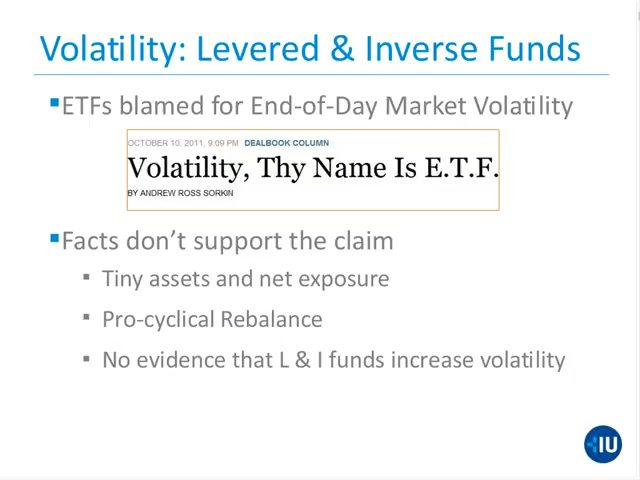 Volatility: Levered & Inverse Funds
▪ETFs blamed for End-of-Day Market Volatility
OCTOBER 10, 2011, 9:09 PM DEALBOOK COLUMN
Volatility, Thy Name Is E.T.F.
BY ANDREW ROSS SORKIN
▪Facts don’t support the claim
▪ Tiny assets and net exposure
▪ Pro-cyclical Rebalance
▪ No evidence that L & I funds increase volatility
IU